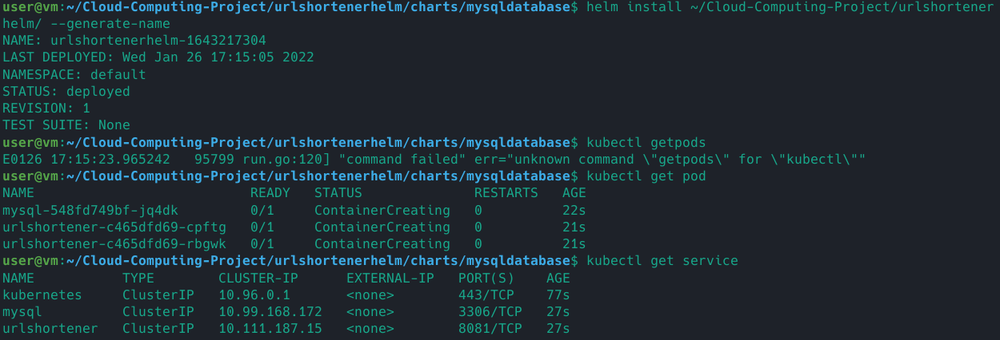 user@vm:~/Cloud-Computing-Project/urlshortenerhelm/charts/mysqldatabase$ helm install ~/Cloud-Computing-Project/urlshortener
helm/ --generate-name
NAME: urlshortenerhelm-1643217304
LAST DEPLOYED: Wed Jan 26 17:15:05 2022
NAMESPACE: default
STATUS: deployed
REVISION: 1
TEST SUITE: None
user@vm:~/Cloud-Computing-Project/urlshortenerhelm/charts/mysqldatabase$ kubectl getpods
E0126 17:15:23.965242   95799 run.go:120] "command failed" err="unknown command \"getpods\" for \"kubectl\""
user@vm:~/Cloud-Computing-Project/urlshortenerhelm/charts/mysqldatabase$ kubectl get pod
NAME                           READY   STATUS              RESTARTS   AGE
mysql-548fd749bf-jq4dk         0/1     ContainerCreating   0          22s
urlshortener-c465dfd69-cpftg   0/1     ContainerCreating   0          21s
urlshortener-c465dfd69-rbgwk   0/1     ContainerCreating   0          21s
user@vm:~/Cloud-Computing-Project/urlshortenerhelm/charts/mysqldatabase$ kubectl get service
NAME           TYPE        CLUSTER-IP      EXTERNAL-IP   PORT(S)    AGE
kubernetes     ClusterIP   10.96.0.1       <none>        443/TCP    77s
mysql          ClusterIP   10.99.168.172   <none>        3306/TCP   27s
urlshortener   ClusterIP   10.111.187.15   <none>        8081/TCP   27s